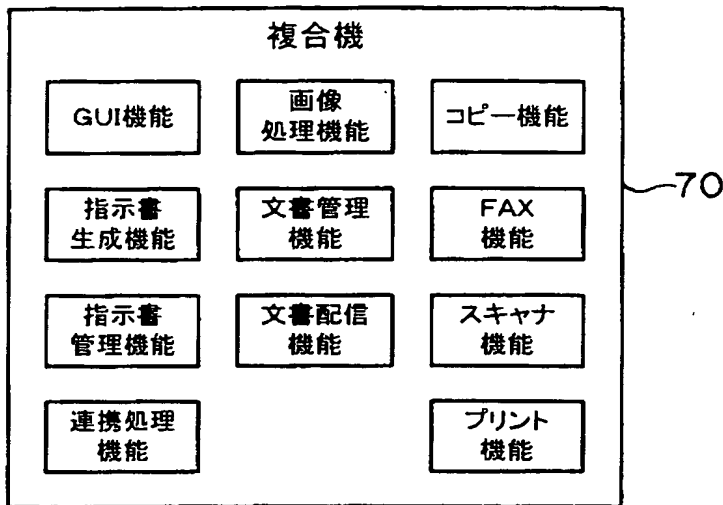 複合機
GUI機能
画像
処理機能
コピー機能
指示書
生成機能
文書管理
機能
FAX
機能
指示書
管理機能
文書配信
機能
スキャナ
機能
連携処理
機能
プリント
機能
70